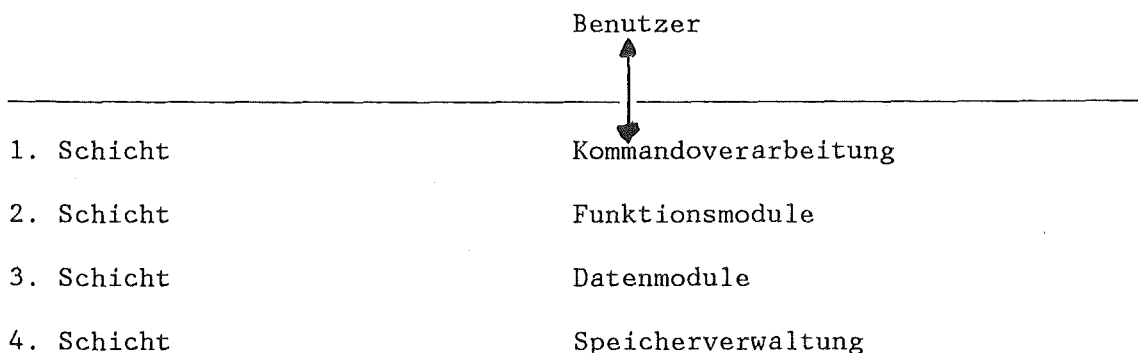 Benutzer
1. Schicht Kommandoverarbeitung
2. Schicht Funktionsmodule
3. Schicht Datenmodule
4. Schicht Speicherverwaltung